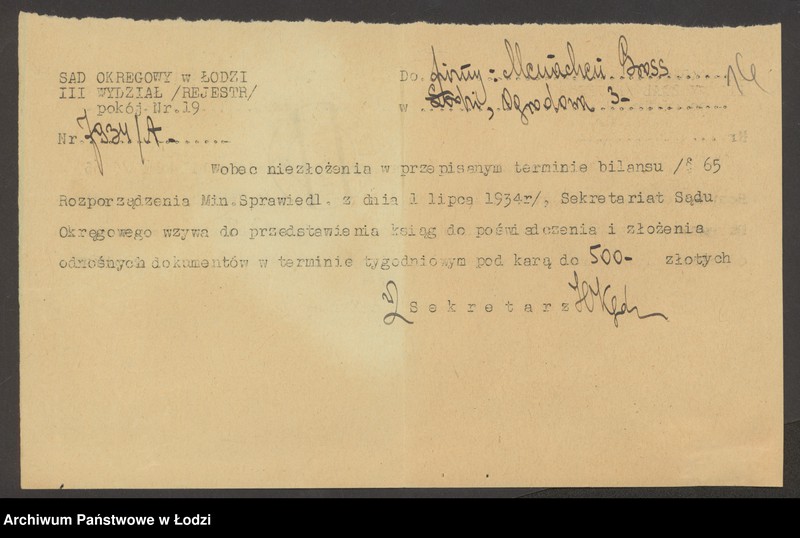 SĄD OKRĘGOWY w ŁODZI
III WYDZIAŁ /REJESTR/
pokój Nr.19
Nr. 7934/A
Do firmy: Menachem Gross
w Łodzi, Ogrodowa 3
Wobec niezłożenia w przepisanym terminie bilansu /§ 65
Rozporządzenia Min.Sprawiedl. z dnia 1 lipca 1934r/, Sekretariat Sądu
Okręgowego wzywa do przedstawienia ksiąg do poświadczenia i złożenia
odnośnych dokumentów w terminie tygodniowym pod karą do 500- złotych
Sekretarz
Archiwum Państwowe w Łodzi